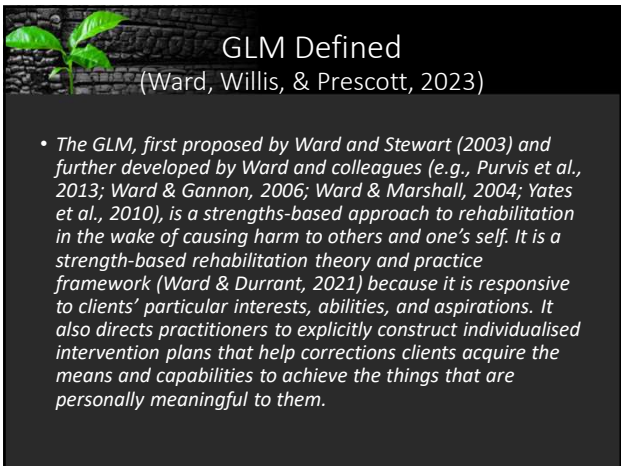 GLM Defined
(Ward, Willis, & Prescott, 2023)
• The GLM, first proposed by Ward and Stewart (2003) and
further developed by Ward and colleagues (e.g., Purvis et al.,
2013; Ward & Gannon, 2006; Ward & Marshall, 2004; Yates
et al., 2010), is a strengths-based approach to rehabilitation
in the wake of causing harm to others and one’s self. It is a
strength-based rehabilitation theory and practice
framework (Ward & Durrant, 2021) because it is responsive
to clients’ particular interests, abilities, and aspirations. It
also directs practitioners to explicitly construct individualised
intervention plans that help corrections clients acquire the
means and capabilities to achieve the things that are
personally meaningful to them.